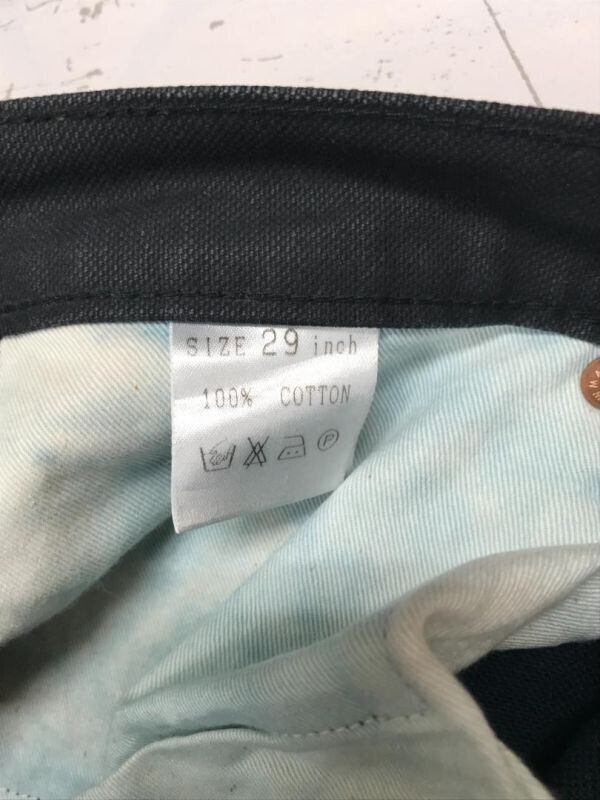 SIZE 29 inch
100% COTTON
P